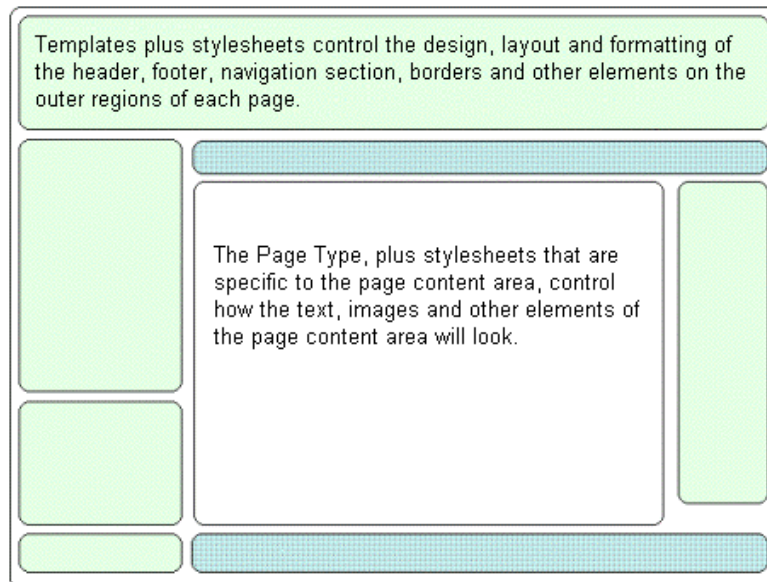 Templates plus stylesheets control the design, layout and formatting of
the header, footer, navigation section, borders and other elements on the
outer regions of each page.
The Page Type, plus stylesheets that are
specific to the page content area, control
how the text, images and other elements of
the page content area will look.